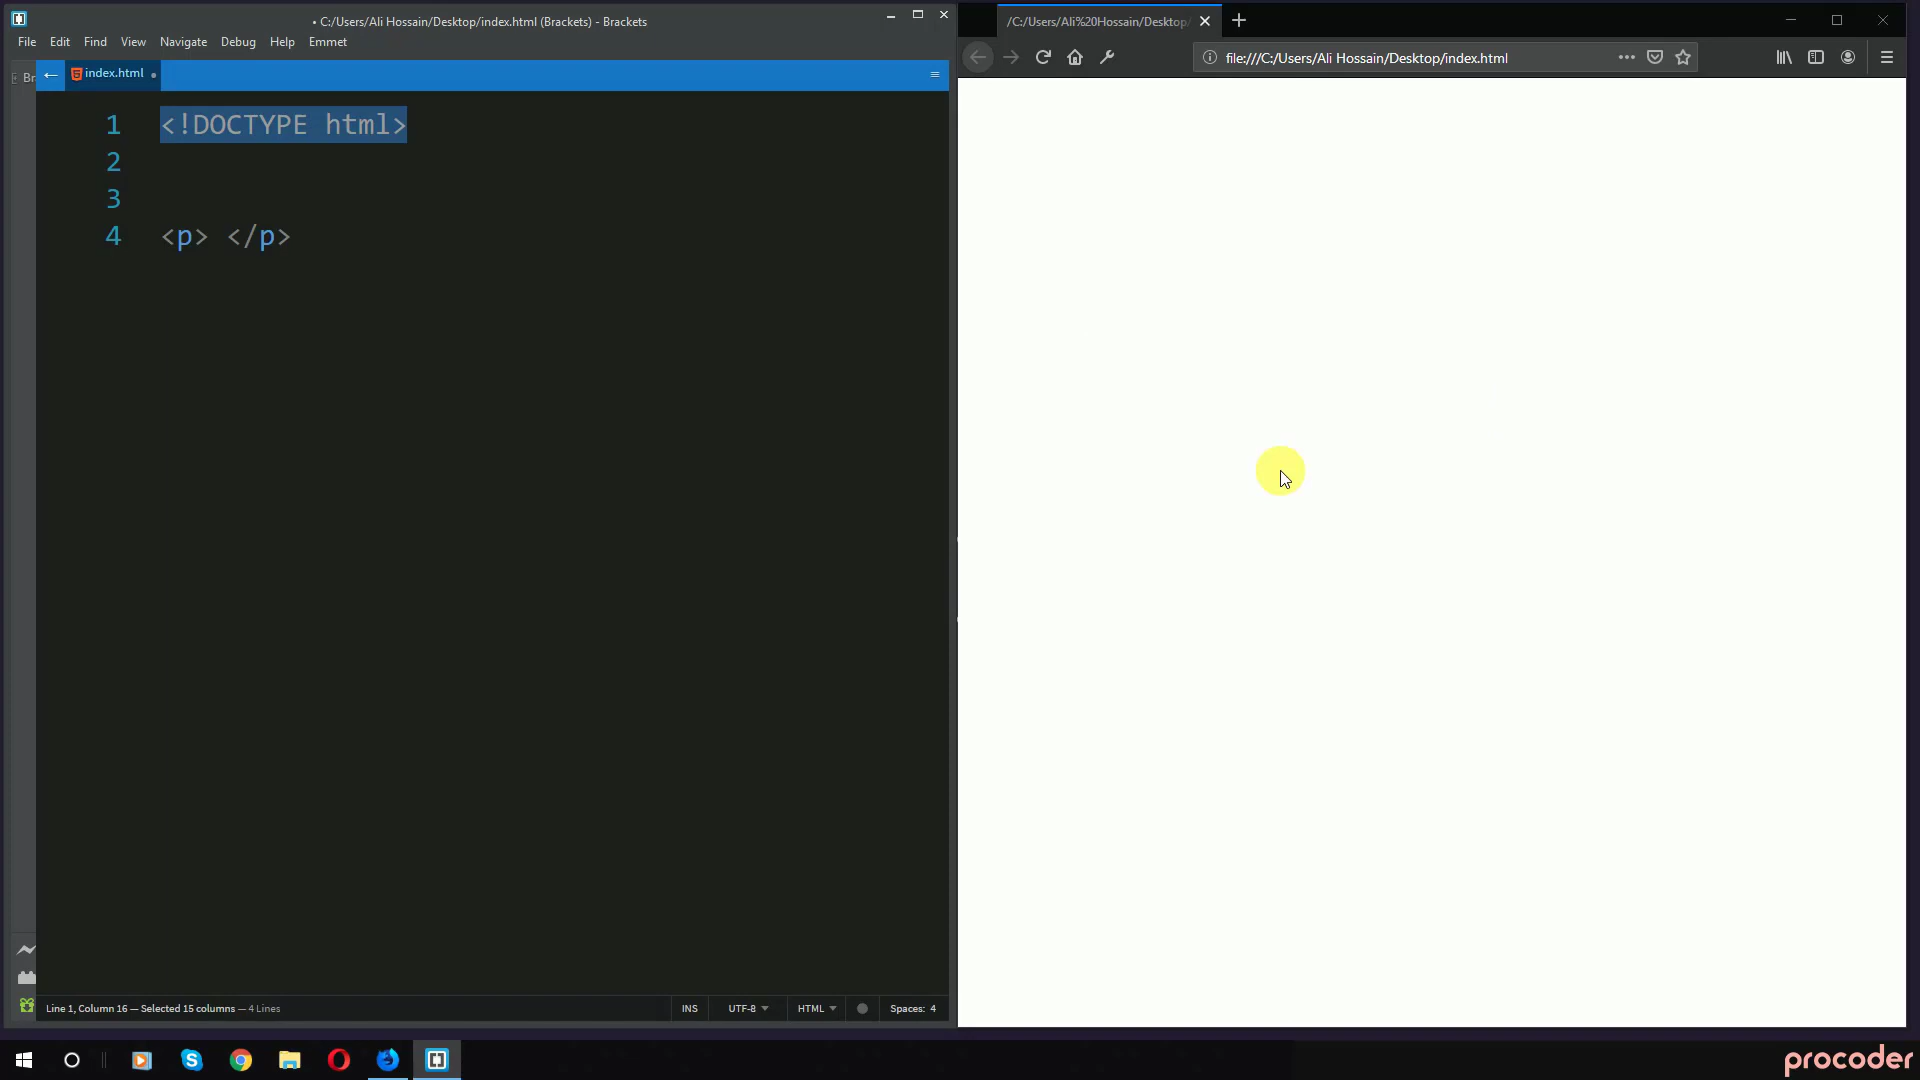 • C:/Users/Ali Hossain/Desktop/index.html (Brackets) - Brackets
File Edit Find View Navigate Debug Help Emmet
Br
index.html •
1 <!DOCTYPE html>
2
3
4 <p> </p>
Line 1, Column 16 — Selected 15 columns — 4 Lines
INS
UTF-8
HTML
Spaces: 4
/C:/Users/Ali%20Hossain/Desktop/
file:///C:/Users/Ali Hossain/Desktop/index.html
procoder